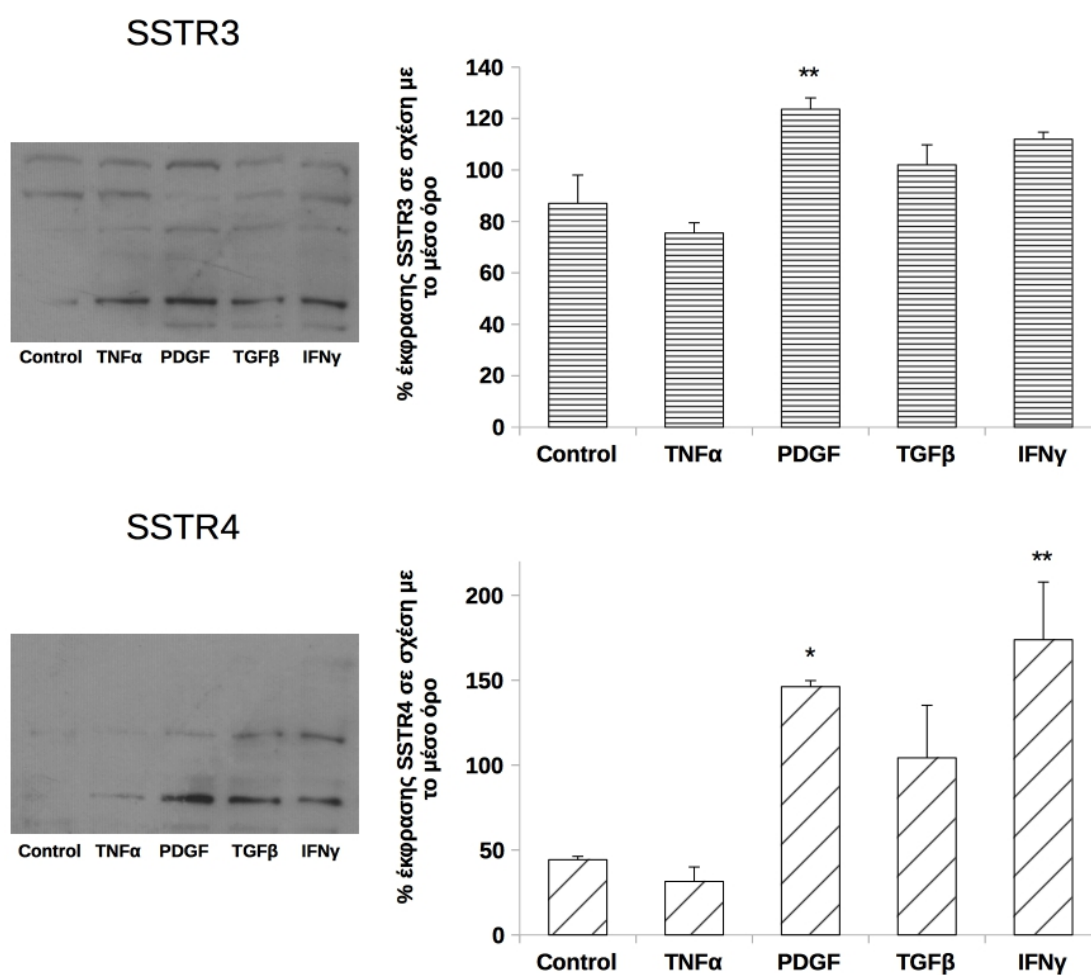 SSTR3
% έκφρασης SSTR3 σε σχέση με
το μέσο όρο
140
120
100
80
60
40
20
0
**
Control TNFα PDGF TGFβ IFNγ
Control TNFα PDGF TGFβ IFNγ
SSTR4
% έκφρασης SSTR4 σε σχέση με
το μέσο όρο
200
150
100
50
0
*
**
Control TNFα PDGF TGFβ IFNγ
Control TNFα PDGF TGFβ IFNγ